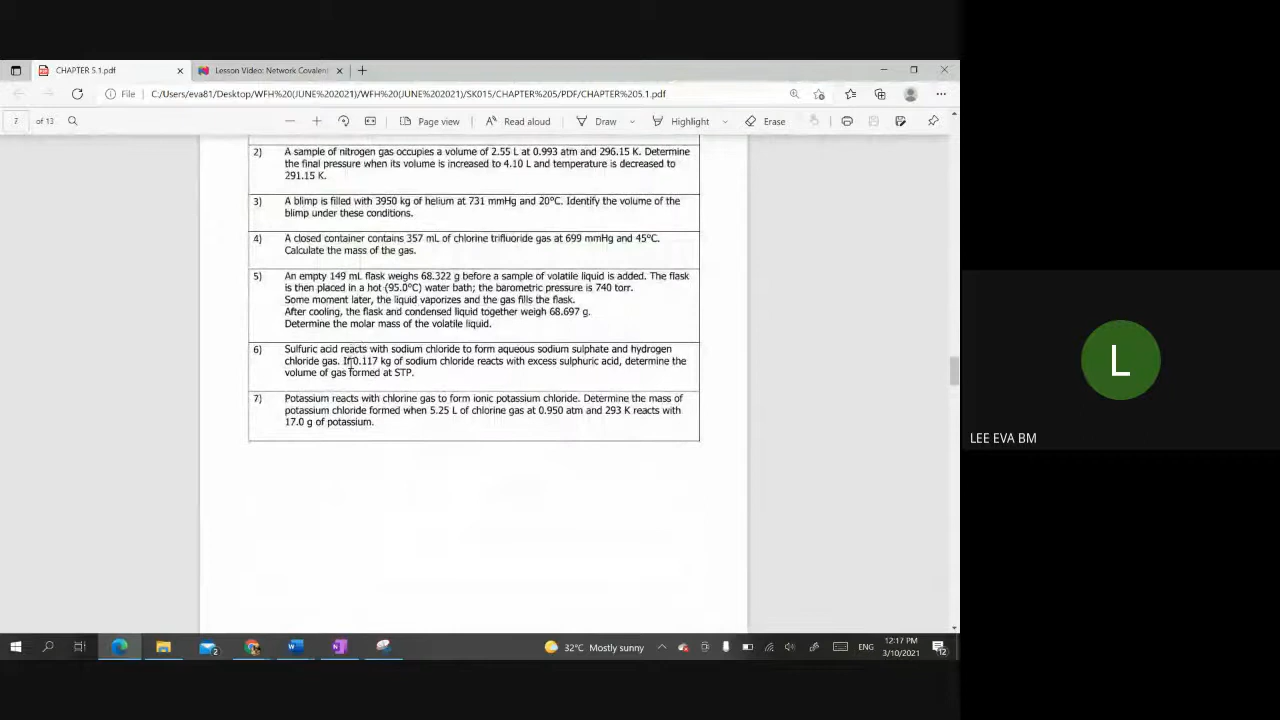 CHAPTER 5.1.pdf
Lesson Video: Network Covalen
File
C:/Users/eva81/Desktop/WFH%20(JUNE%202021)/WFH%20(JUNE%202021)/SK015/CHAPTER%205/PDF/CHAPTER%205.1.pdf
7 of 13
Page view
Read aloud
Draw
Highlight
Erase
2) A sample of nitrogen gas occupies a volume of 2.55 L at 0.993 atm and 296.15 K. Determine
the final pressure when its volume is increased to 4.10 L and temperature is decreased to
291.15 K.
3) A blimp is filled with 3950 kg of helium at 731 mmHg and 20°C. Identify the volume of the
blimp under these conditions.
4) A closed container contains 357 mL of chlorine trifluoride gas at 699 mmHg and 45°C.
Calculate the mass of the gas.
5) An empty 149 mL flask weighs 68.322 g before a sample of volatile liquid is added. The flask
is then placed in a hot (95.0°C) water bath; the barometric pressure is 740 torr.
Some moment later, the liquid vaporizes and the gas fills the flask.
After cooling, the flask and condensed liquid together weigh 68.697 g.
Determine the molar mass of the volatile liquid.
6) Sulfuric acid reacts with sodium chloride to form aqueous sodium sulphate and hydrogen
chloride gas. If 0.117 kg of sodium chloride reacts with excess sulphuric acid, determine the
volume of gas formed at STP.
7) Potassium reacts with chlorine gas to form ionic potassium chloride. Determine the mass of
potassium chloride formed when 5.25 L of chlorine gas at 0.950 atm and 293 K reacts with
17.0 g of potassium.
L
LEE EVA BM
32°C Mostly sunny
ENG
12:17 PM
3/10/2021